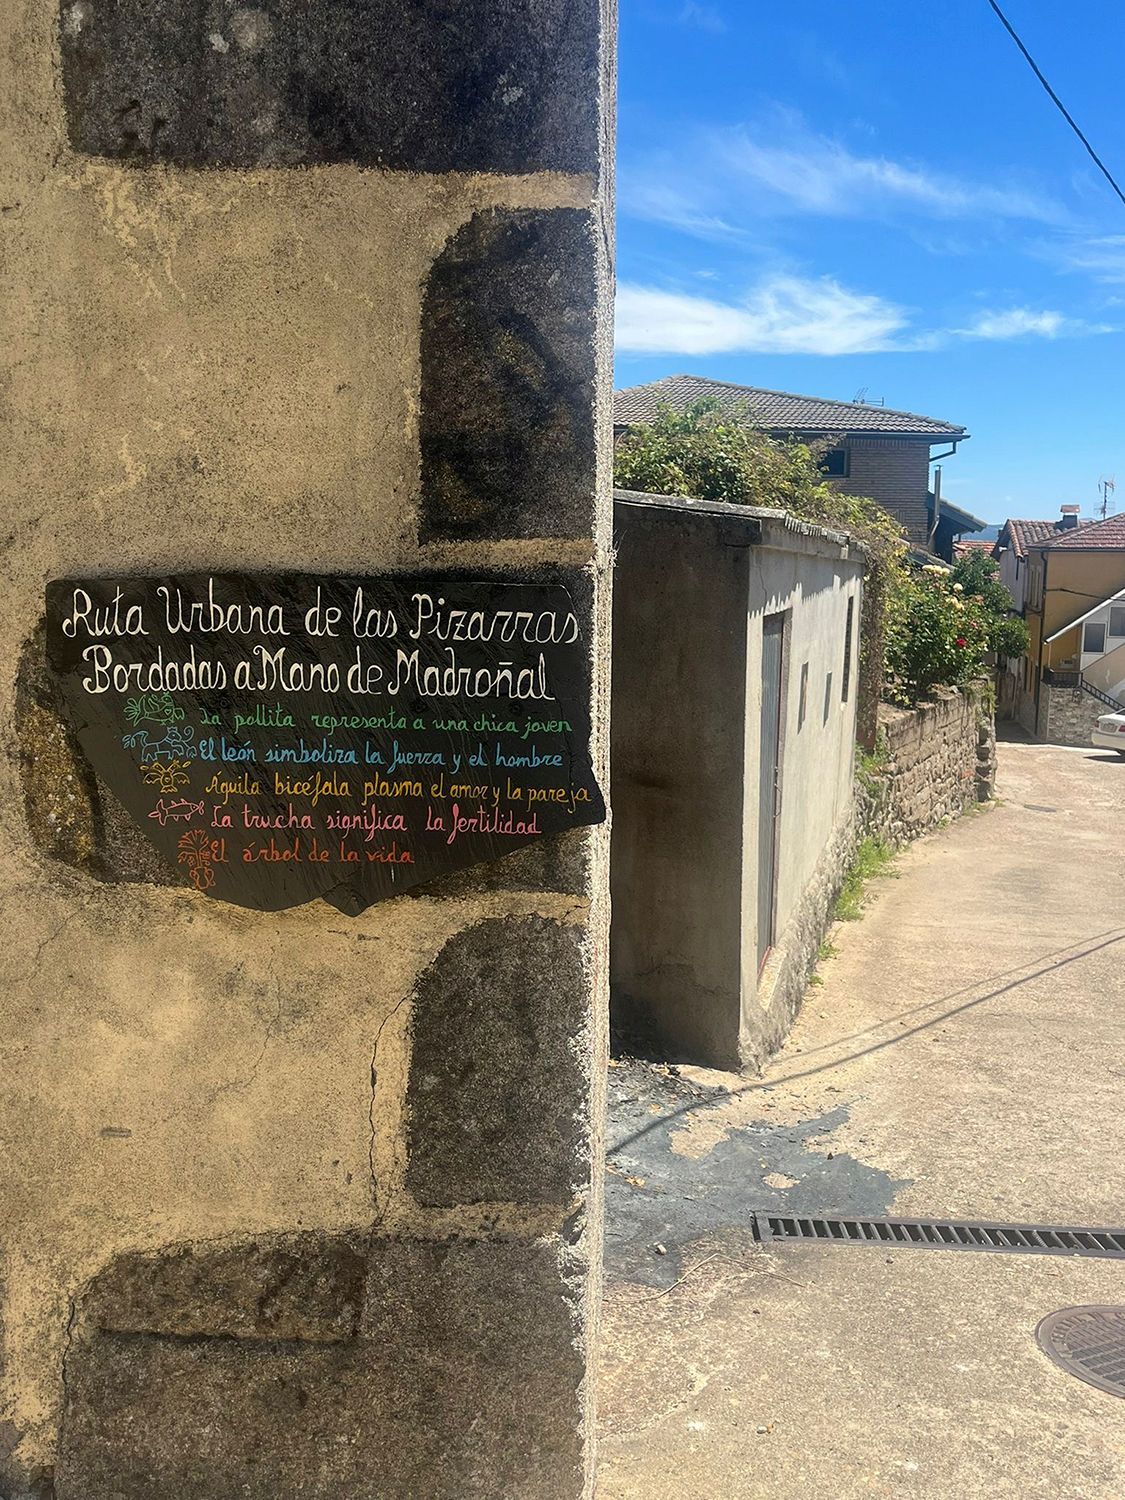 Ruta Urbana de las Pizarras
Bordadas a Mano de Madroñal
La pollita representa a una chica joven
El león simboliza la fuerza y el hombre
Águila bicéfala plasma el amor y la pareja
La trucha significa la fertilidad
El árbol de la vida